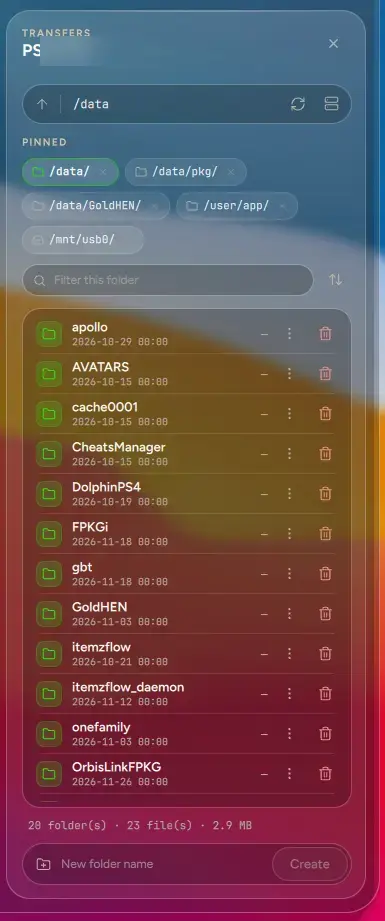 TRANSFERS
PS
/data
PINNED
/data/ ×
/data/pkg/ ×
/data/GoldHEN/
/user/app/
/mnt/usb0/
Filter this folder
apollo
2026-10-29 00:00
AVATARS
2026-10-15 00:00
cache0001
2026-10-15 00:00
CheatsManager
2026-10-15 00:00
DolphinPS4
2026-10-19 00:00
FPKGi
2026-11-18 00:00
gbt
2026-11-18 00:00
GoldHEN
2026-11-03 00:00
itemzflow
2026-10-21 00:00
itemzflow_daemon
2026-11-12 00:00
onefamily
2026-11-03 00:00
OrbisLinkFPKG
2026-11-26 00:00
20 folder(s) · 23 file(s) · 2.9 MB
New folder name
Create